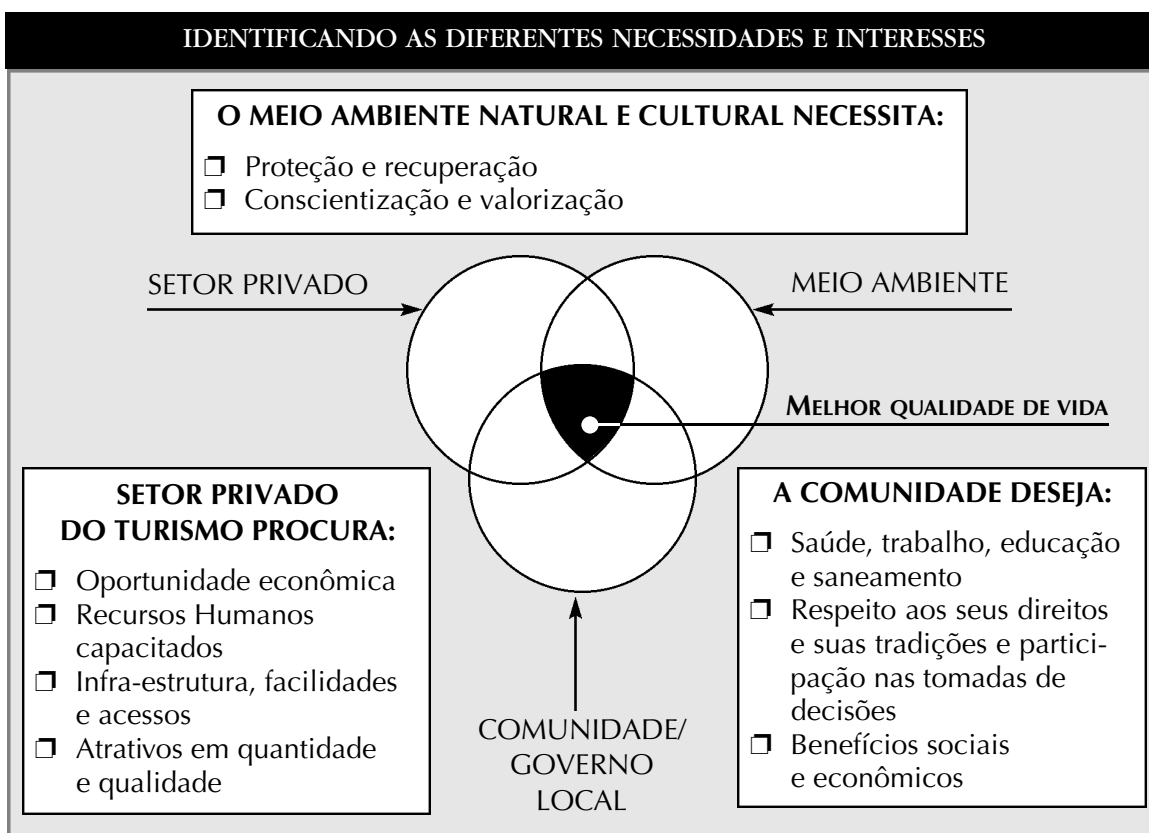 IDENTIFICANDO AS DIFERENTES NECESSIDADES E INTERESSES
O MEIO AMBIENTE NATURAL E CULTURAL NECESSITA:
❐ Proteção e recuperação
❐ Conscientização e valorização
SETOR PRIVADO
MEIO AMBIENTE
MELHOR QUALIDADE DE VIDA
SETOR PRIVADO
DO TURISMO PROCURA:
❐ Oportunidade econômica
❐ Recursos Humanos
capacitados
❐ Infra-estrutura, facilidades
e acessos
❐ Atrativos em quantidade
e qualidade
COMUNIDADE/
GOVERNO
LOCAL
A COMUNIDADE DESEJA:
❐ Saúde, trabalho, educação
e saneamento
❐ Respeito aos seus direitos
e suas tradições e partici-
pação nas tomadas de
decisões
❐ Benefícios sociais
e econômicos